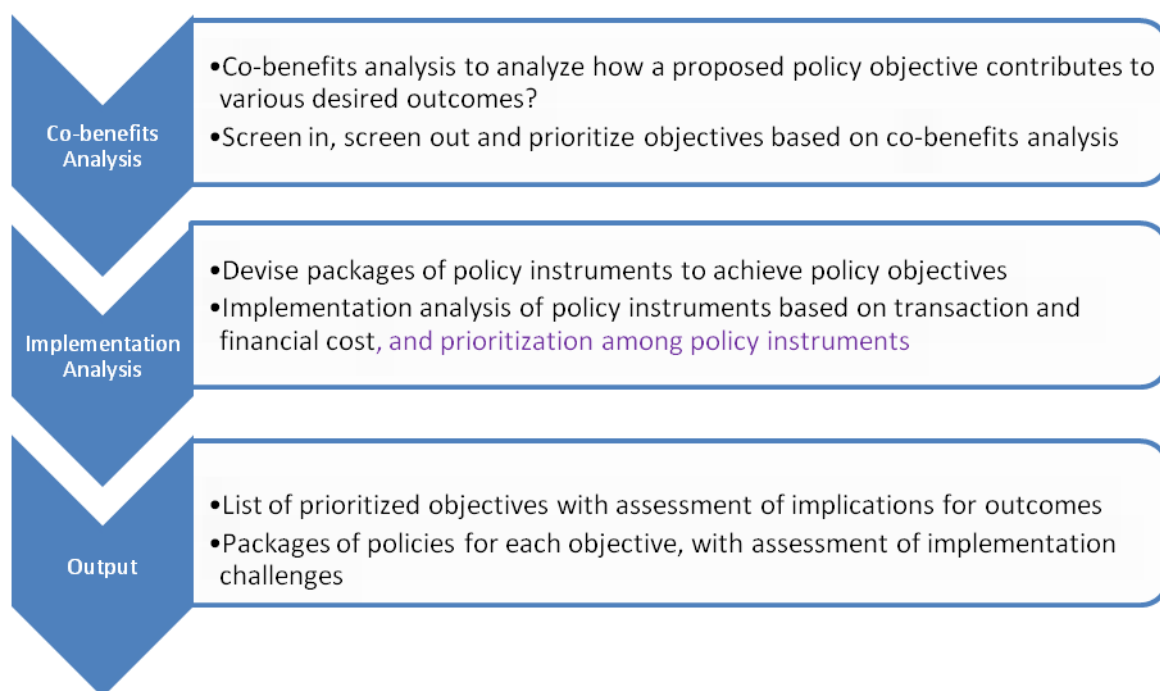 Co-benefits
Analysis
•Co-benefits analysis to analyze how a proposed policy objective contributes to
various desired outcomes?
•Screen in, screen out and prioritize objectives based on co-benefits analysis
Implementation
Analysis
•Devise packages of policy instruments to achieve policy objectives
•Implementation analysis of policy instruments based on transaction and
financial cost, and prioritization among policy instruments
Output
•List of prioritized objectives with assessment of implications for outcomes
•Packages of policies for each objective, with assessment of implementation
challenges